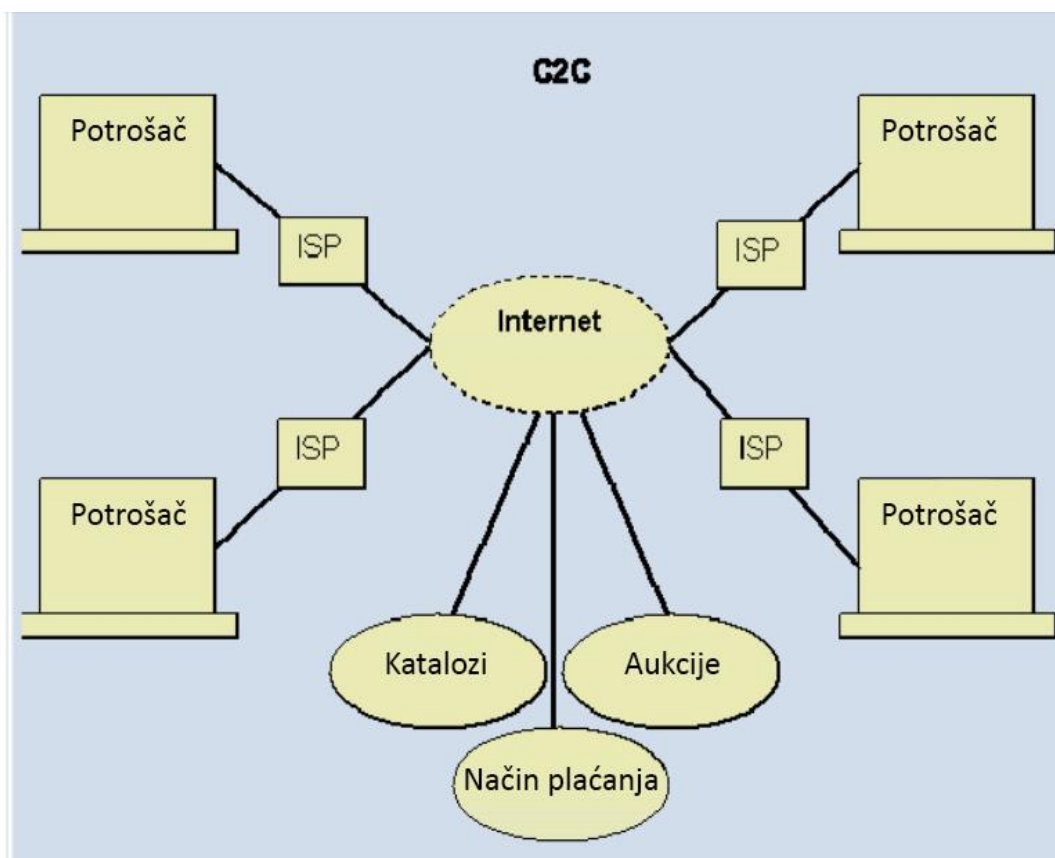 C2C
Potrošač
Potrošač
ISP
ISP
Internet
ISP
ISP
Potrošač
Potrošač
Katalozi
Aukcije
Način plaćanja